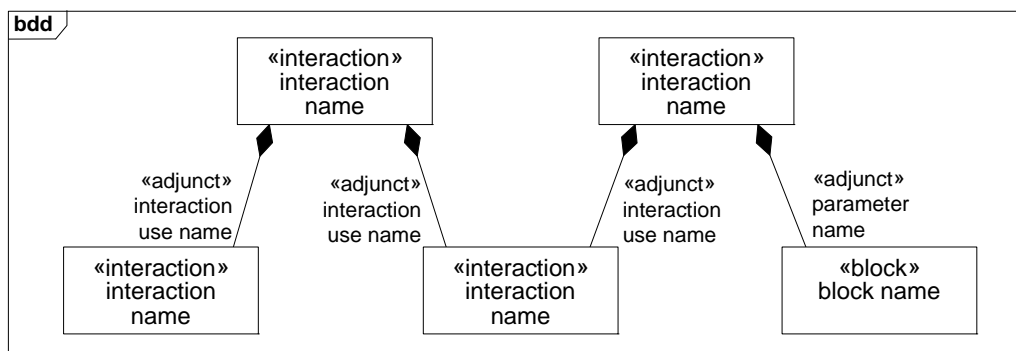 bdd
«interaction»
interaction
name
«interaction»
interaction
name
«adjunct»
interaction
use name
«adjunct»
interaction
use name
«adjunct»
interaction
use name
«adjunct»
parameter
name
«interaction»
interaction
name
«interaction»
interaction
name
«block»
block name